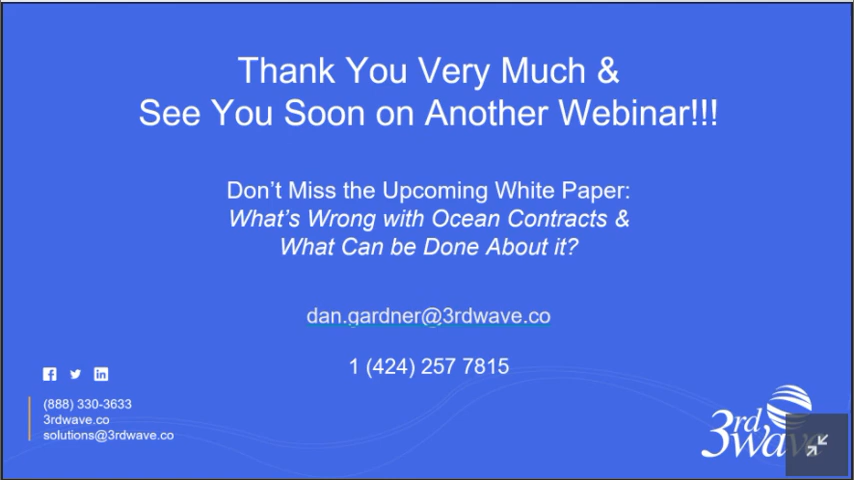 Thank You Very Much &
See You Soon on Another Webinar!!!
Don’t Miss the Upcoming White Paper:
What’s Wrong with Ocean Contracts &
What Can be Done About it?
dan.gardner@3rdwave.co
1 (424) 257 7815
(888) 330-3633
3rdwave.co
solutions@3rdwave.co
3rd
wave